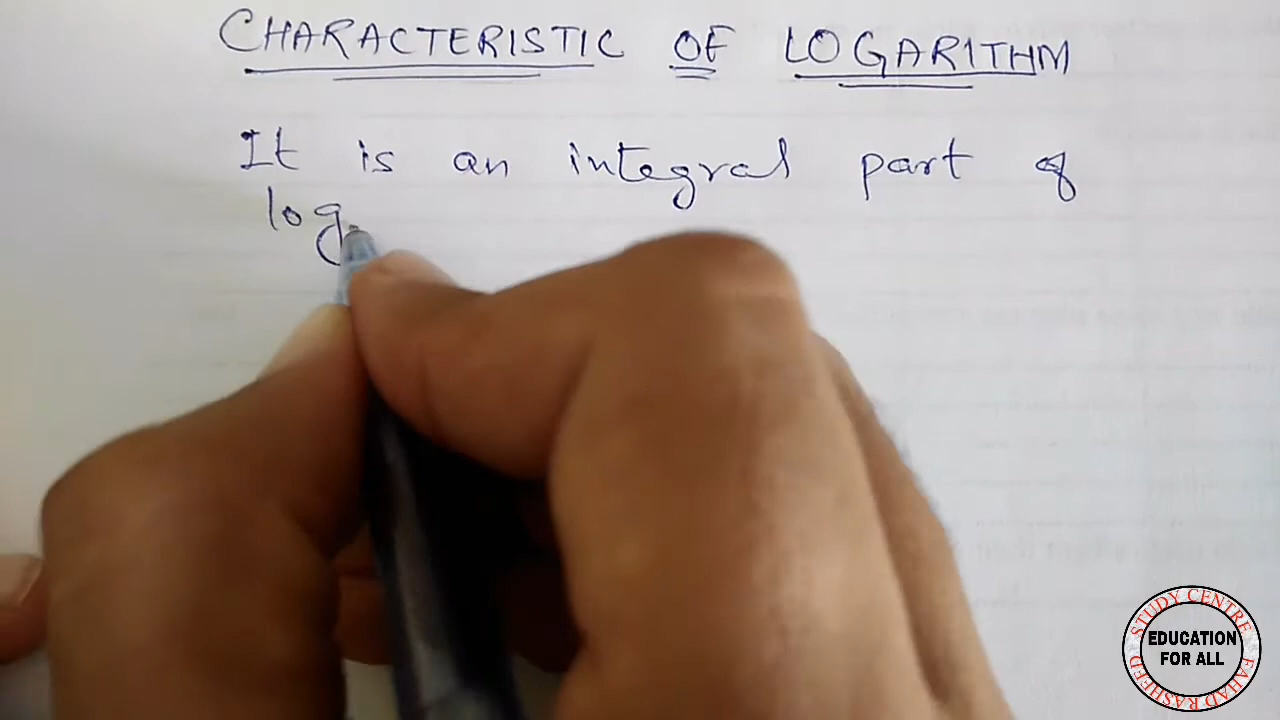 CHARACTERISTIC OF LOGARITHM
It is an integral part of
log
STUDY CENTRE
EDUCATION
FOR ALL
FAHAD RASHEED